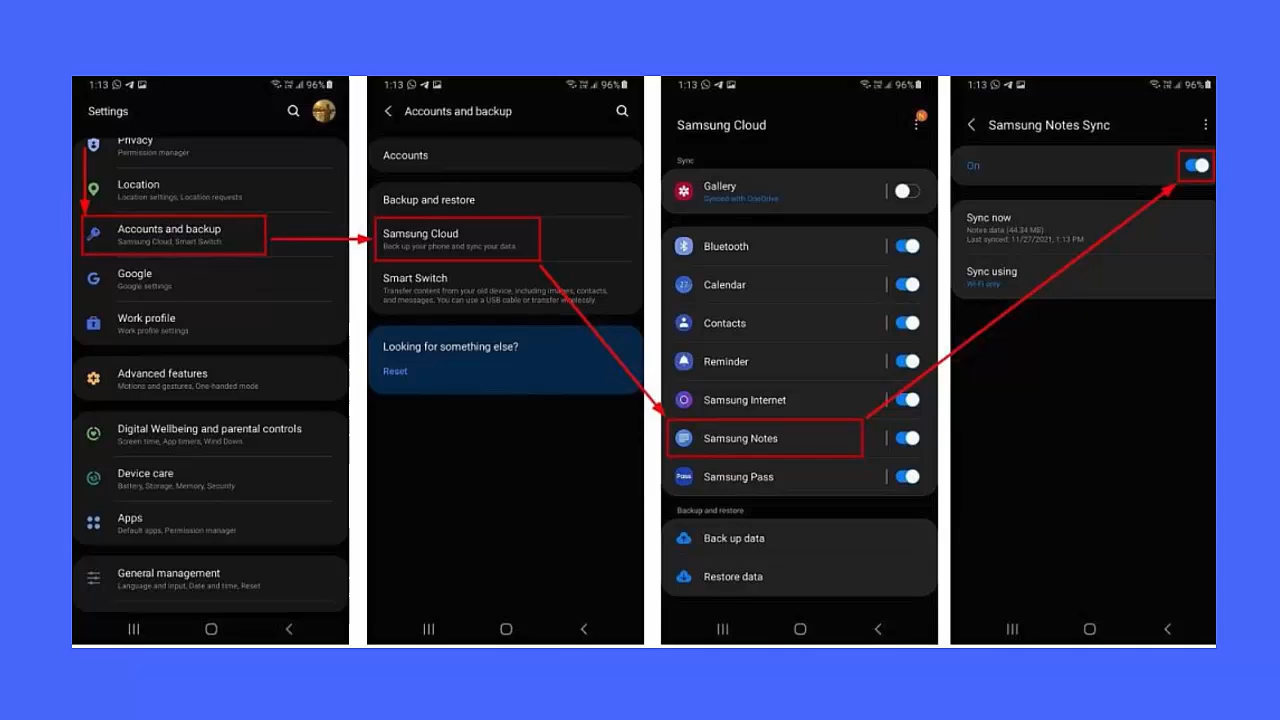 1:13
96%
Settings
Privacy
Permission manager
Location
Location settings, Location requests
Accounts and backup
Samsung Cloud, Smart Switch
Google
Google settings
Work profile
Work profile settings
Advanced features
Motions and gestures, One-handed mode
Digital Wellbeing and parental controls
Screen time, App timers, Wind Down
Device care
Battery, Storage, Memory, Security
Apps
Default apps, Permission manager
General management
Language and input, Date and time, Reset
1:13
96%
Accounts and backup
Accounts
Backup and restore
Samsung Cloud
Back up your phone and sync your data.
Smart Switch
Transfer content from your old device, including images, contacts,
and messages. You can use a USB cable or transfer wirelessly.
Looking for something else?
Reset
1:13
96%
Samsung Cloud
N
Sync
Gallery
Synced with OneDrive
Bluetooth
27
Calendar
Contacts
Reminder
Samsung Internet
Samsung Notes
Pass
Samsung Pass
Backup and restore
Back up data
Restore data
1:13
96%
Samsung Notes Sync
On
Sync now
Notes data (44.34 MB)
Last synced: 11/27/2021, 1:13 PM
Sync using
Wi-Fi only